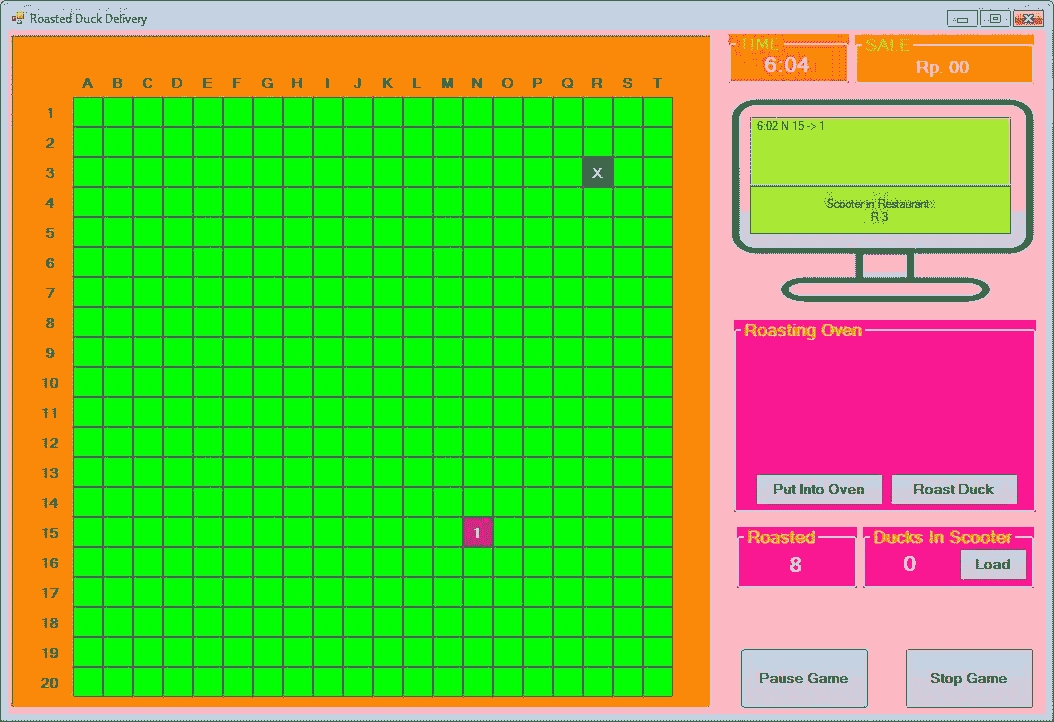 Roasted Duck Delivery
TIME
6:04
SALE
Rp. 00
A B C D E F G H I J K L M N O P Q R S T
1
2
3
X
4
5
6
7
8
9
10
11
12
13
14
15
1
16
17
18
19
20
6:02 N 15 -> 1
Scooter in Restaurant
R 3
Roasting Oven
Put Into Oven
Roast Duck
Roasted
8
Ducks In Scooter
0
Load
Pause Game
Stop Game